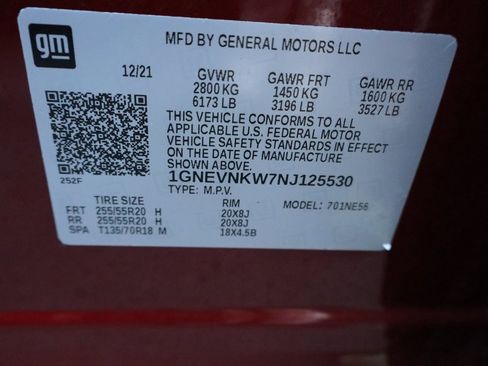 gm
MFD BY GENERAL MOTORS LLC
12/21 GVWR GAWR FRT GAWR RR
2800 KG 1450 KG 1600 KG
6173 LB 3196 LB 3527 LB
THIS VEHICLE CONFORMS TO ALL
APPLICABLE U.S. FEDERAL MOTOR
VEHICLE SAFETY STANDARDS IN EFFECT
ON THE DATE OF MANUFACTURE
SHOWN ABOVE.
252F 1GNEVNKW7NJ125530
TYPE: M.P.V. MODEL: 701NE56
TIRE SIZE RIM
FRT 255/55R20 H 20X8J
RR 255/55R20 H 20X8J
SPA T135/70R18 M 18X4.5B